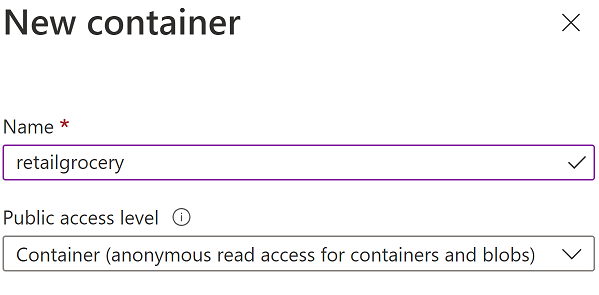 New container
Name *
retailgrocery
Public access level
Container (anonymous read access for containers and blobs)